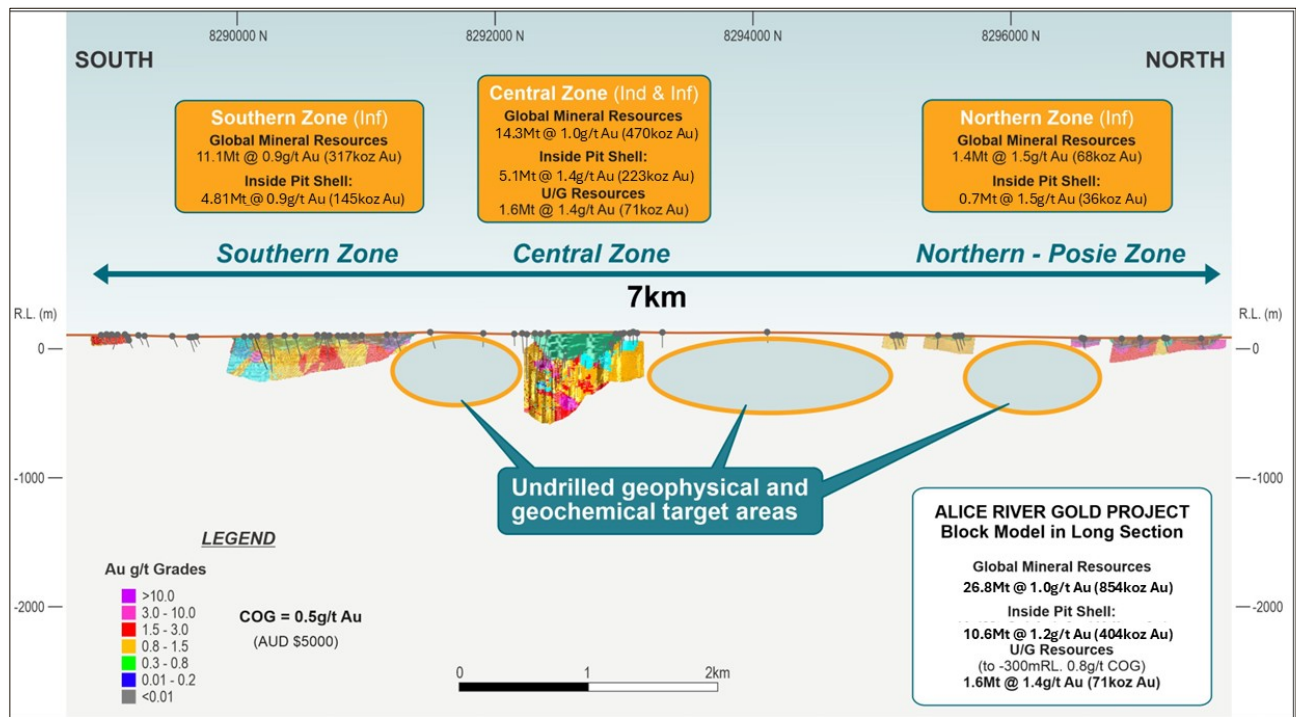 8290000 N
8292000 N
8294000 N
8296000 N
SOUTH
NORTH
Southern Zone (Inf)
Global Mineral Resources
11.1Mt @ 0.9g/t Au (317koz Au)
Inside Pit Shell:
4.81Mt @ 0.9g/t Au (145koz Au)
Central Zone (Ind & Inf)
Global Mineral Resources
14.3Mt @ 1.0g/t Au (470koz Au)
Inside Pit Shell:
5.1Mt @ 1.4g/t Au (223koz Au)
U/G Resources
1.6Mt @ 1.4g/t Au (71koz Au)
Northern Zone (Inf)
Global Mineral Resources
1.4Mt @ 1.5g/t Au (68koz Au)
Inside Pit Shell:
0.7Mt @ 1.5g/t Au (36koz Au)
Southern Zone
Central Zone
Northern - Posie Zone
7km
R.L. (m)
R.L. (m)
0
0
-1000
-1000
-2000
-2000
Undrilled geophysical and
geochemical target areas
LEGEND
Au g/t Grades
>10.0
3.0 - 10.0
1.5 - 3.0
0.8 - 1.5
0.3 - 0.8
0.01 - 0.2
<0.01
COG = 0.5g/t Au
(AUD $5000)
0
1
2km
ALICE RIVER GOLD PROJECT
Block Model in Long Section
Global Mineral Resources
26.8Mt @ 1.0g/t Au (854koz Au)
Inside Pit Shell:
10.6Mt @ 1.2g/t Au (404koz Au)
U/G Resources
(to -300mRL. 0.8g/t COG)
1.6Mt @ 1.4g/t Au (71koz Au)